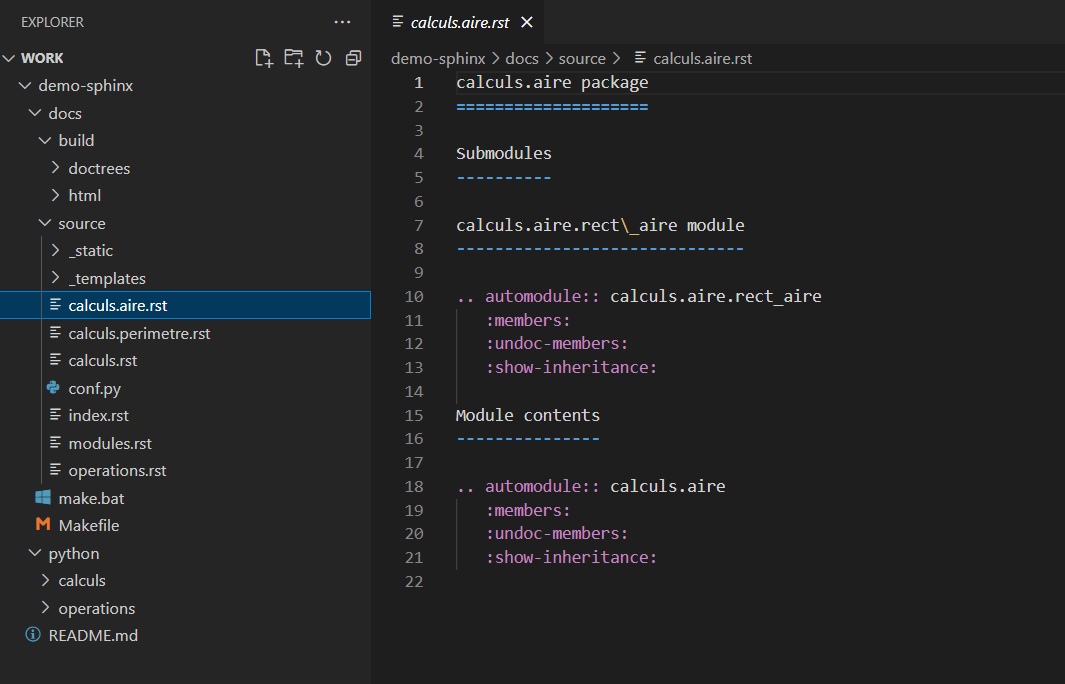 EXPLORER
WORK
demo-sphinx
docs
build
doctrees
html
source
_static
_templates
calculs.aire.rst
calculs.perimetre.rst
calculs.rst
conf.py
index.rst
modules.rst
operations.rst
make.bat
Makefile
python
calculs
operations
README.md
calculs.aire.rst
demo-sphinx > docs > source > calculs.aire.rst
1 calculs.aire package
2 ====================
3
4 Submodules
5 ----------
6
7 calculs.aire.rect\_aire module
8 ------------------------------
9
10 .. automodule:: calculs.aire.rect_aire
11    :members:
12    :undoc-members:
13    :show-inheritance:
14
15 Module contents
16 ---------------
17
18 .. automodule:: calculs.aire
19    :members:
20    :undoc-members:
21    :show-inheritance:
22